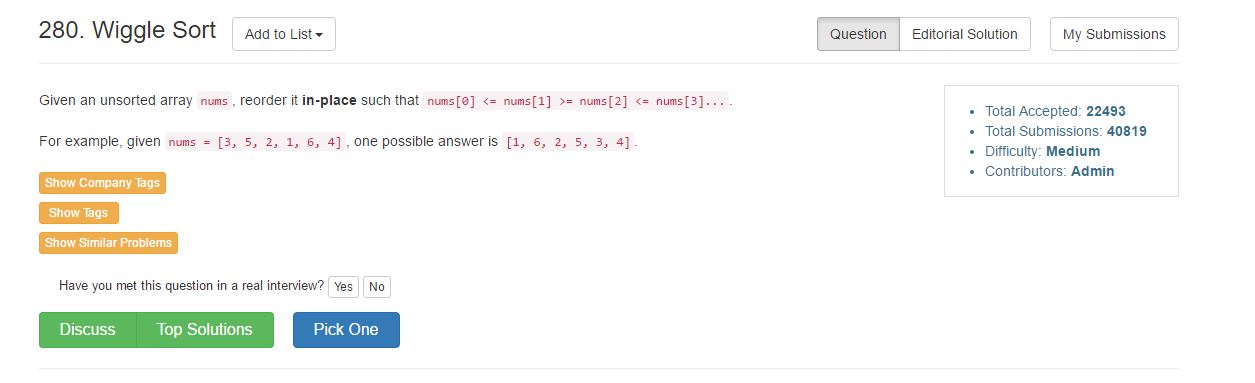 280. Wiggle Sort Add to List Question Editorial Solution My Submissions
Given an unsorted array nums, reorder it in-place such that nums[0] <= nums[1] >= nums[2] <= nums[3]....
For example, given nums = [3, 5, 2, 1, 6, 4], one possible answer is [1, 6, 2, 5, 3, 4].
Total Accepted: 22493
Total Submissions: 40819
Difficulty: Medium
Contributors: Admin
Show Company Tags
Show Tags
Show Similar Problems
Have you met this question in a real interview? Yes No
Discuss Top Solutions Pick One